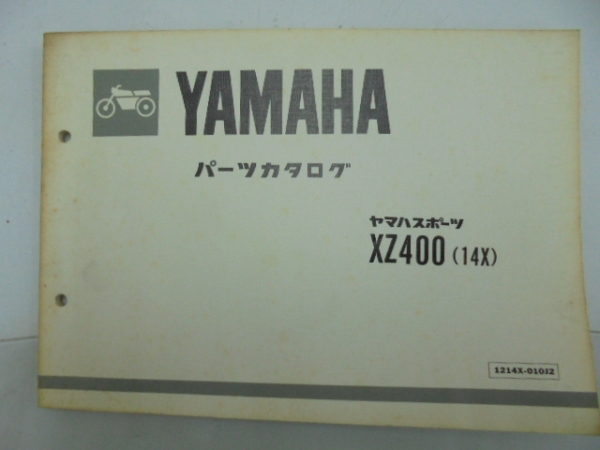 YAMAHA
パーツカタログ
ヤマハスポーツ
XZ400 (14X)
1214X-010J2